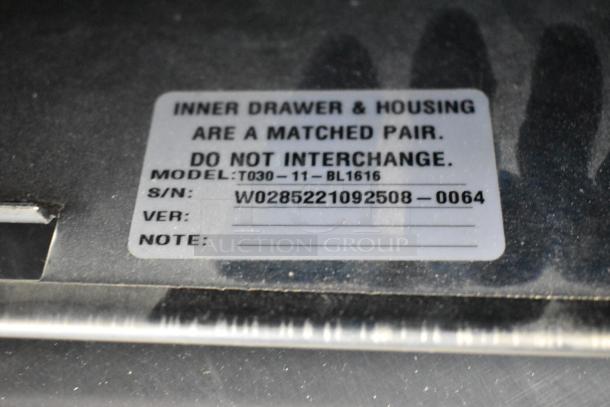 INNER DRAWER & HOUSING
ARE A MATCHED PAIR.
DO NOT INTERCHANGE.
MODEL: T030-11-BL1616
S/N: W0285221092508-0064
VER:
NOTE:
AUCTION GROUP